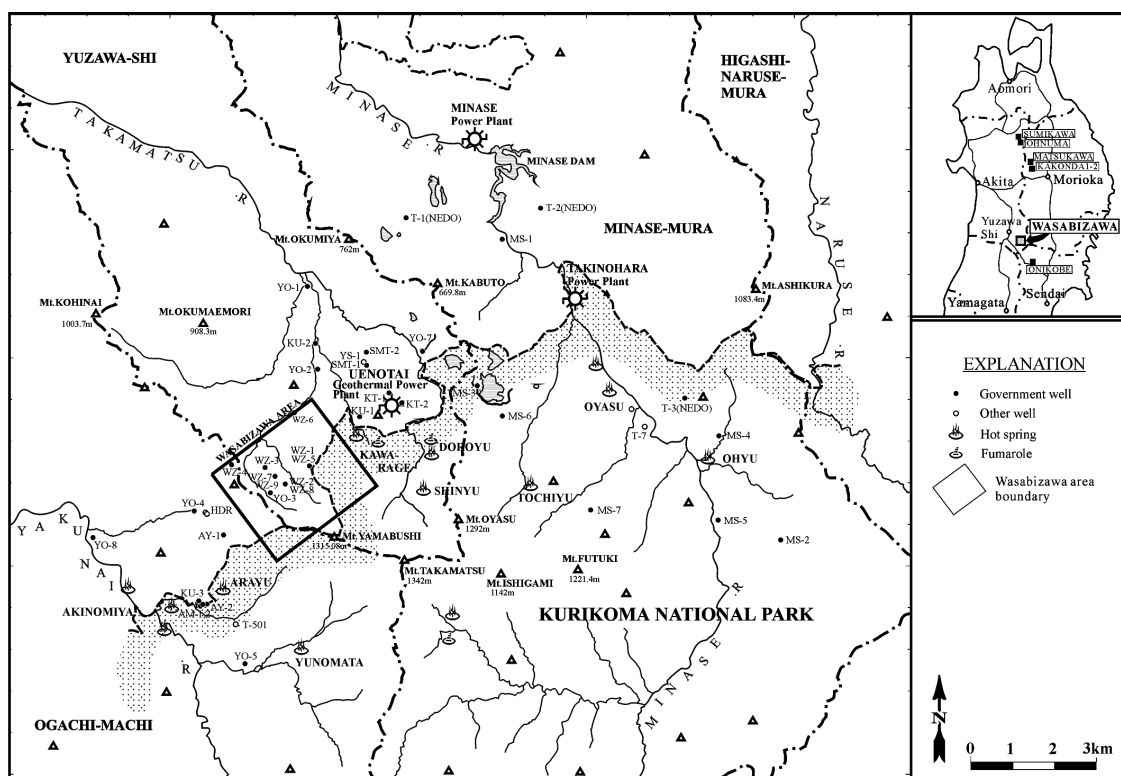 YUZAWA-SHI
HIGASHI-
NARUSE-
MURA
MINASE
Power Plant
MINASE R
TAKAMATSU R
MINASE DAM
T-1(NEDO)
T-2(NEDO)
MS-1
MINASE-MURA
NARUSE R
Mt.OKUMIYA
762m
TAKINOHARA
Power Plant
Mt.KABUTO
669.8m
Mt.ASHIKURA
1083.4m
Mt.KOHINAI
1003.7m
YO-1
Mt.OKUMAEMORI
908.3m
KU-2
YO-7
YS-1
SMT-2
SMT-1
YO-2
UENOTAI
Geothermal Power
Plant
KT-1
KT-2
KU-1
MS-3
MS-6
OYASU
T-3(NEDO)
T-7
MS-4
OHYU
WASABIZAWA AREA
WZ-6
WZ-1
WZ-5
WZ-3
WZ-4
WZ-7
WZ-9
WZ-2
WZ-8
YO-3
KAWA-
RAGE
DOROYU
SHINYU
TOCHIYU
YO-4
HDR
MS-7
MS-5
MS-2
YAKUNAI R
YO-8
AY-1
Mt.YAMABUSHI
1315.08m
Mt.OYASU
1292m
Mt.TAKAMATSU
1342m
Mt.ISHIGAMI
1142m
Mt.FUTUKI
1221.4m
ARAYU
KU-3
AY-2
AKINOMIYA
T-501
KURIKOMA NATIONAL PARK
YO-5
YUNOMATA
MINASE R
OGACHI-MACHI
Aomori
SUMIKAWA
OHNUMA
MATSUKAWA
KAKONDA1-2
Akita
Morioka
Yuzawa
Shi
WASABIZAWA
ONIKOBE
Yamagata
Sendai
EXPLANATION
Government well
Other well
Hot spring
Fumarole
Wasabizawa area
boundary
N
0 1 2 3km